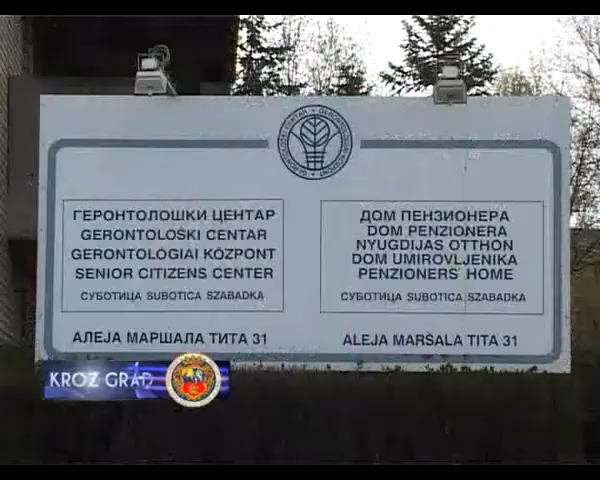 ГЕРОНТОЛОШКИ ЦЕНТАР
GERONTOLOŠKI CENTAR
GERONTOLÓGIAI KÖZPONT
SENIOR CITIZENS CENTER
СУБОТИЦА SUBOTICA SZABADKA
АЛЕЈА МАРШАЛА ТИТА 31
ДОМ ПЕНЗИОНЕРА
DOM PENZIONERA
NYUGDIJAS OTTHON
DOM UMIROVLJENIKA
PENZIONERS' HOME
СУБОТИЦА SUBOTICA SZABADKA
ALEJA MARŠALA TITA 31
KROZ GRAD